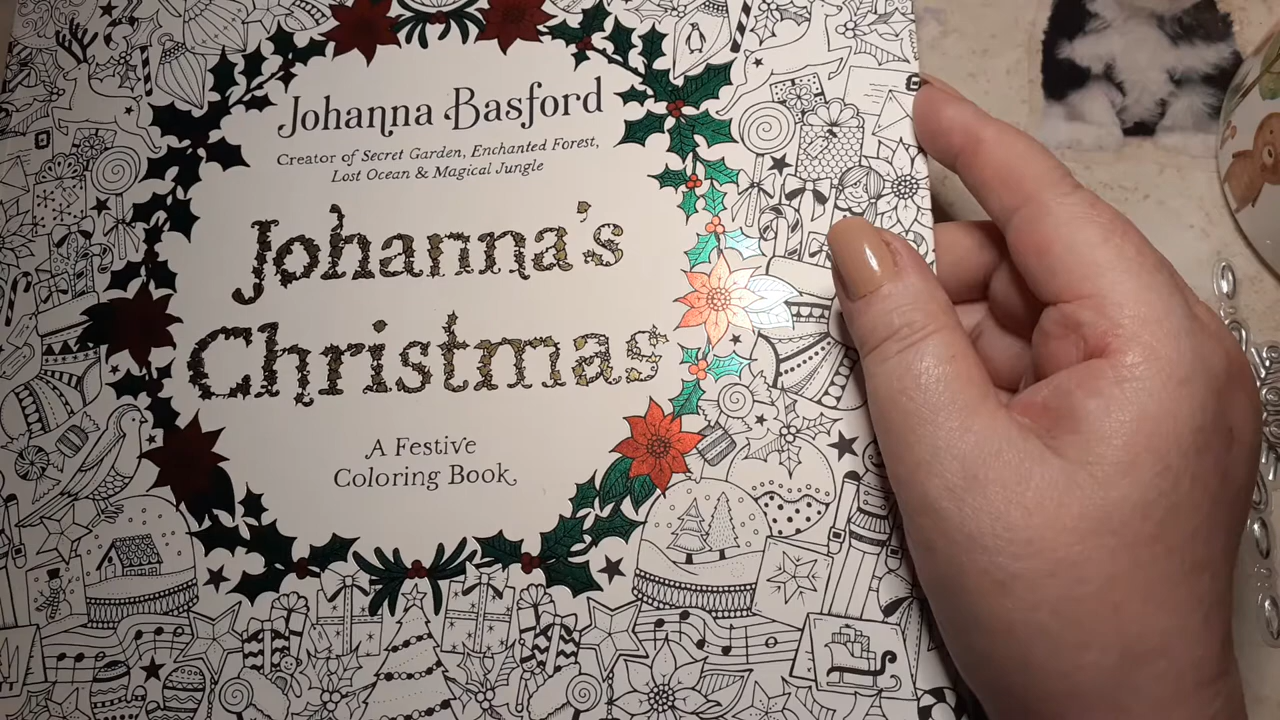 Johanna Basford
Creator of Secret Garden, Enchanted Forest,
Lost Ocean & Magical Jungle
Johanna's
Christmas
A Festive
Coloring Book